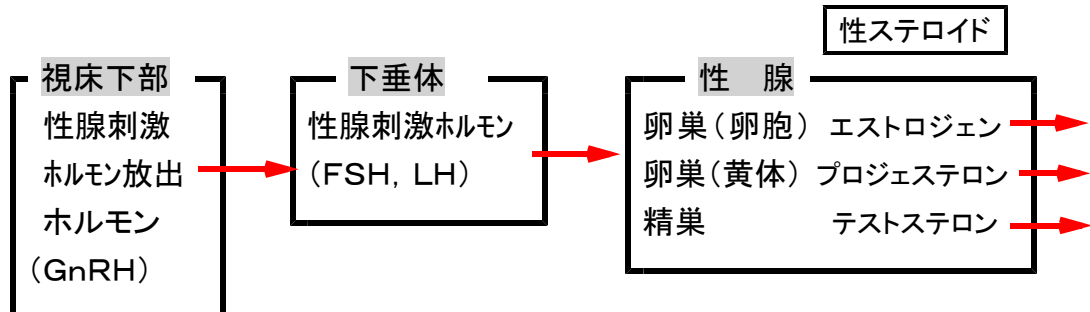 性ステロイド
視床下部
性腺刺激
ホルモン放出
ホルモン
(GnRH)
下垂体
性腺刺激ホルモン
(FSH, LH)
性　腺
卵巣(卵胞) エストロジェン
卵巣(黄体) プロジェステロン
精巣　テストステロン